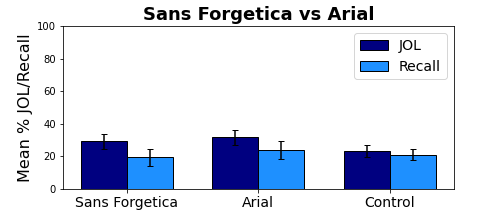 Sans Forgetica vs Arial
Mean % JOL/Recall
100
80
60
40
20
0
JOL
Recall
Sans Forgetica
Arial
Control